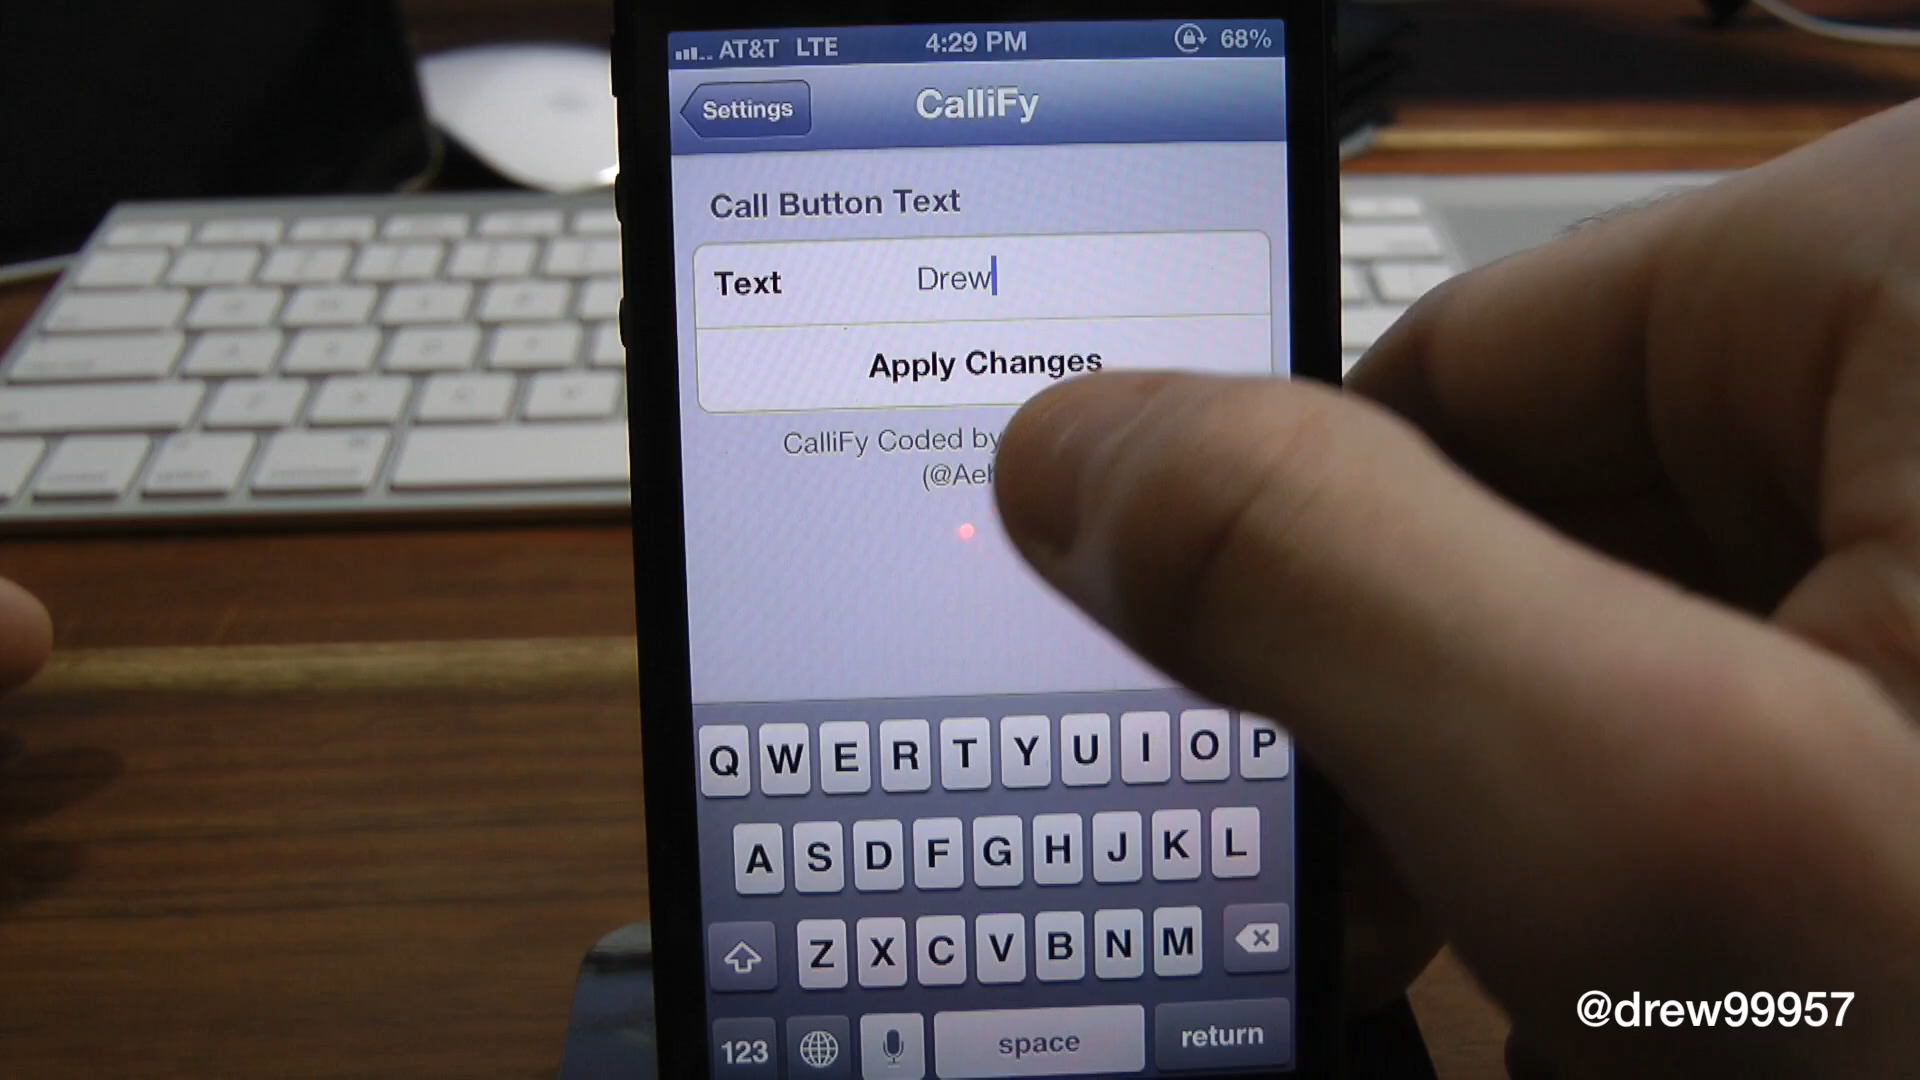 AT&T LTE 4:29 PM 68%
Settings CalliFy
Call Button Text
Text Drew
Apply Changes
CalliFy Coded by
(@Aeh
Q W E R T Y U I O P
A S D F G H J K L
Z X C V B N M
123 space return
@drew99957